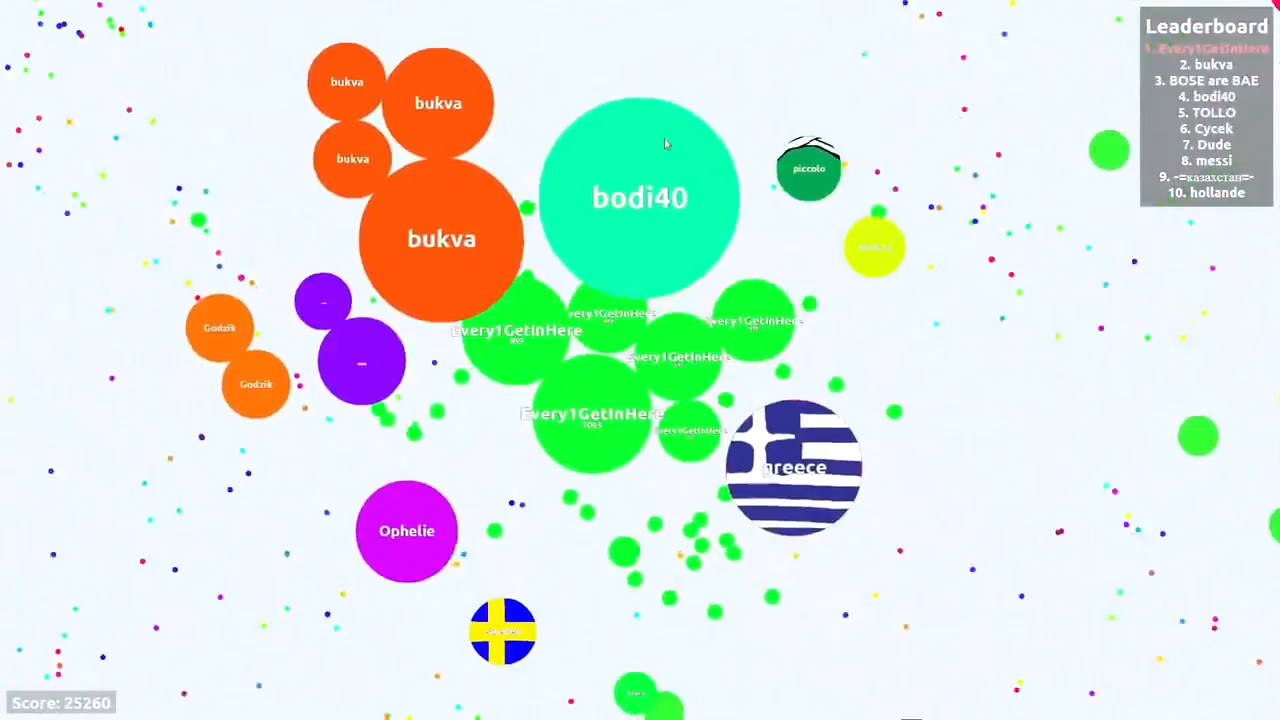 Leaderboard
1. Every1GetInHere
2. bukva
3. BOSE are BAE
4. bodi40
5. TOLLO
6. Cycek
7. Dude
8. messi
9. -=казахстан=-
10. hollande
bukva
bukva
bukva
piccolo
bodi40
bukva
Every1GetInHere
Every1GetInHere
Every1GetInHere
Godzik
Every1GetInHere
Godzik
Every1GetInHere
Every1GetInHere
greece
Ophelie
Score: 25260